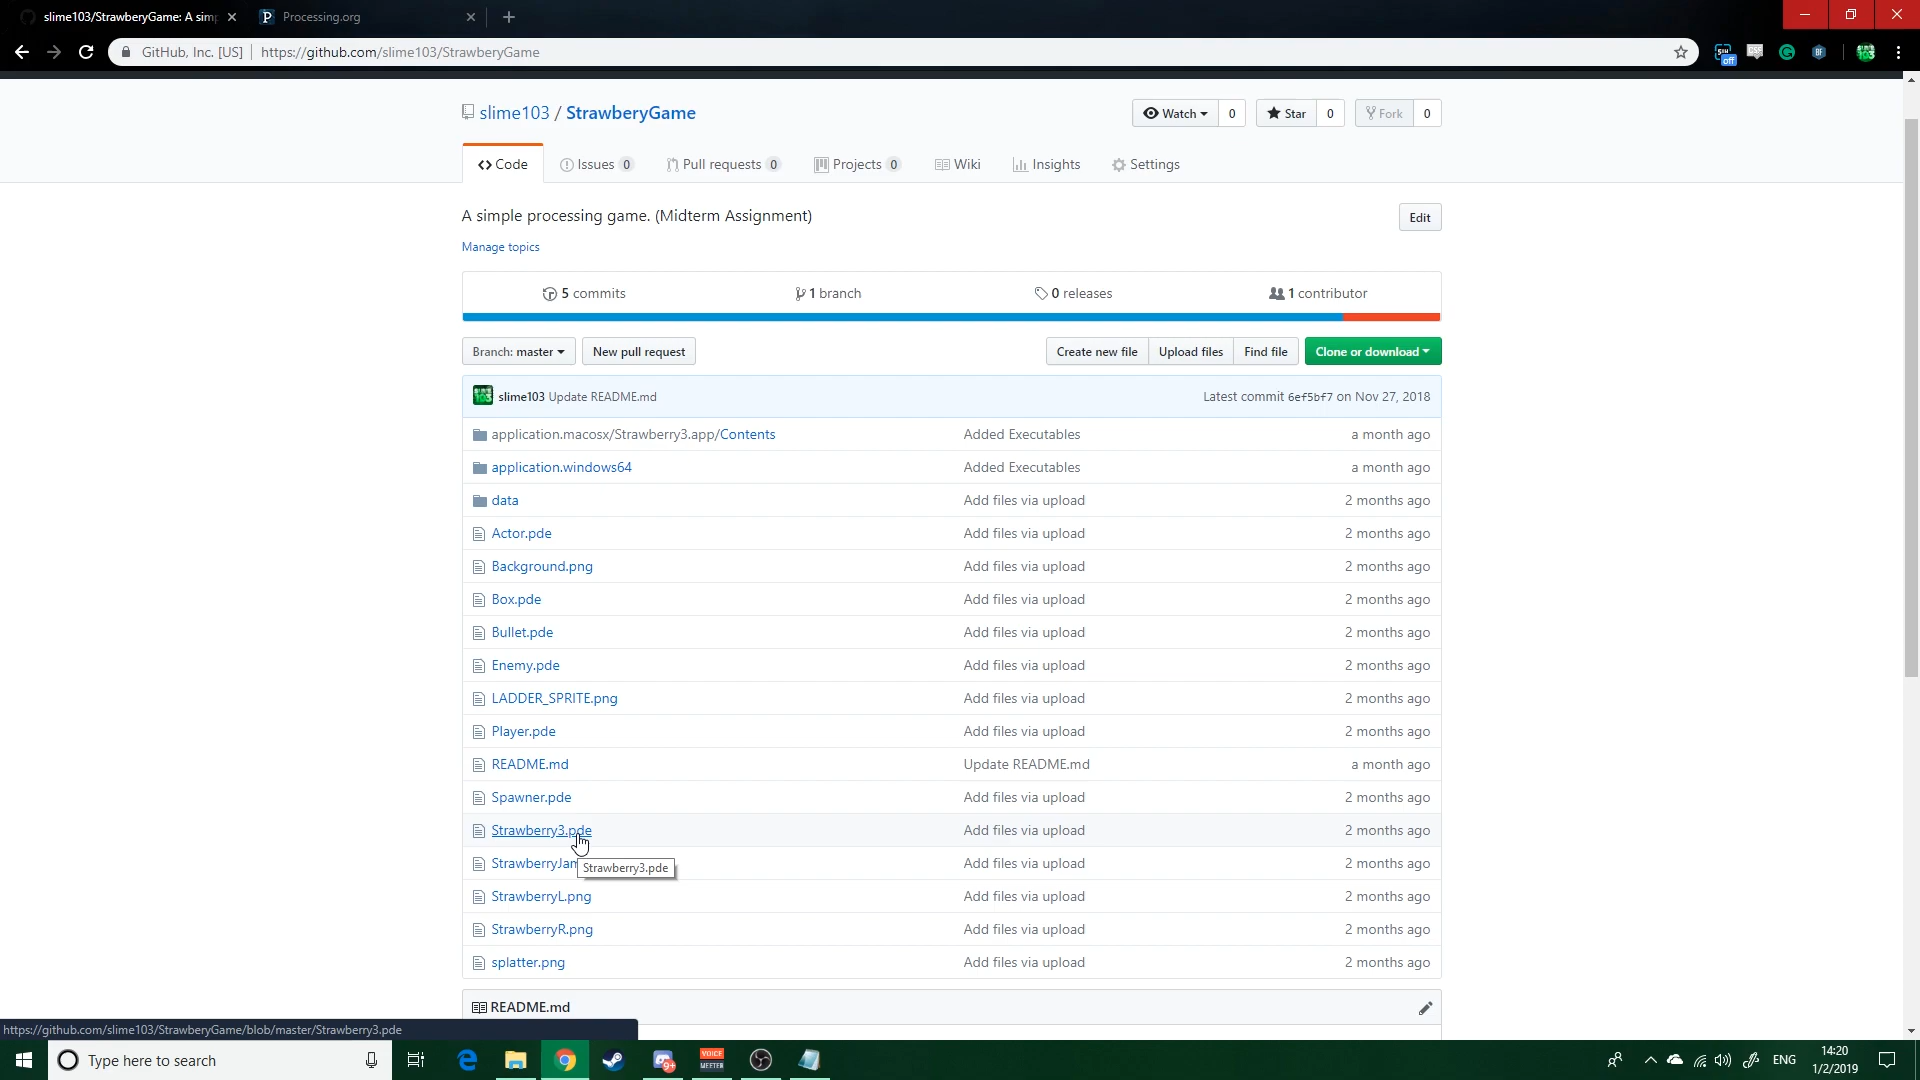 slime103/StrawberyGame: A sim
Processing.org
GitHub, Inc. [US] https://github.com/slime103/StrawberyGame
off
BF
103
slime103 / StrawberyGame
Watch 0 Star 0 Fork 0
Code Issues 0 Pull requests 0 Projects 0 Wiki Insights Settings
A simple processing game. (Midterm Assignment)
Edit
Manage topics
5 commits 1 branch 0 releases 1 contributor
Branch: master New pull request Create new file Upload files Find file Clone or download
slime103 Update README.md Latest commit 6ef5bf7 on Nov 27, 2018
application.macosx/Strawberry3.app/Contents Added Executables a month ago
application.windows64 Added Executables a month ago
data Add files via upload 2 months ago
Actor.pde Add files via upload 2 months ago
Background.png Add files via upload 2 months ago
Box.pde Add files via upload 2 months ago
Bullet.pde Add files via upload 2 months ago
Enemy.pde Add files via upload 2 months ago
LADDER_SPRITE.png Add files via upload 2 months ago
Player.pde Add files via upload 2 months ago
README.md Update README.md a month ago
Spawner.pde Add files via upload 2 months ago
Strawberry3.pde Add files via upload 2 months ago
StrawberryJam Add files via upload 2 months ago
Strawberry3.pde
StrawberryL.png Add files via upload 2 months ago
StrawberryR.png Add files via upload 2 months ago
splatter.png Add files via upload 2 months ago
README.md
https://github.com/slime103/StrawberyGame/blob/master/Strawberry3.pde
Type here to search
VOICE MEETER
ENG
14:20
1/2/2019